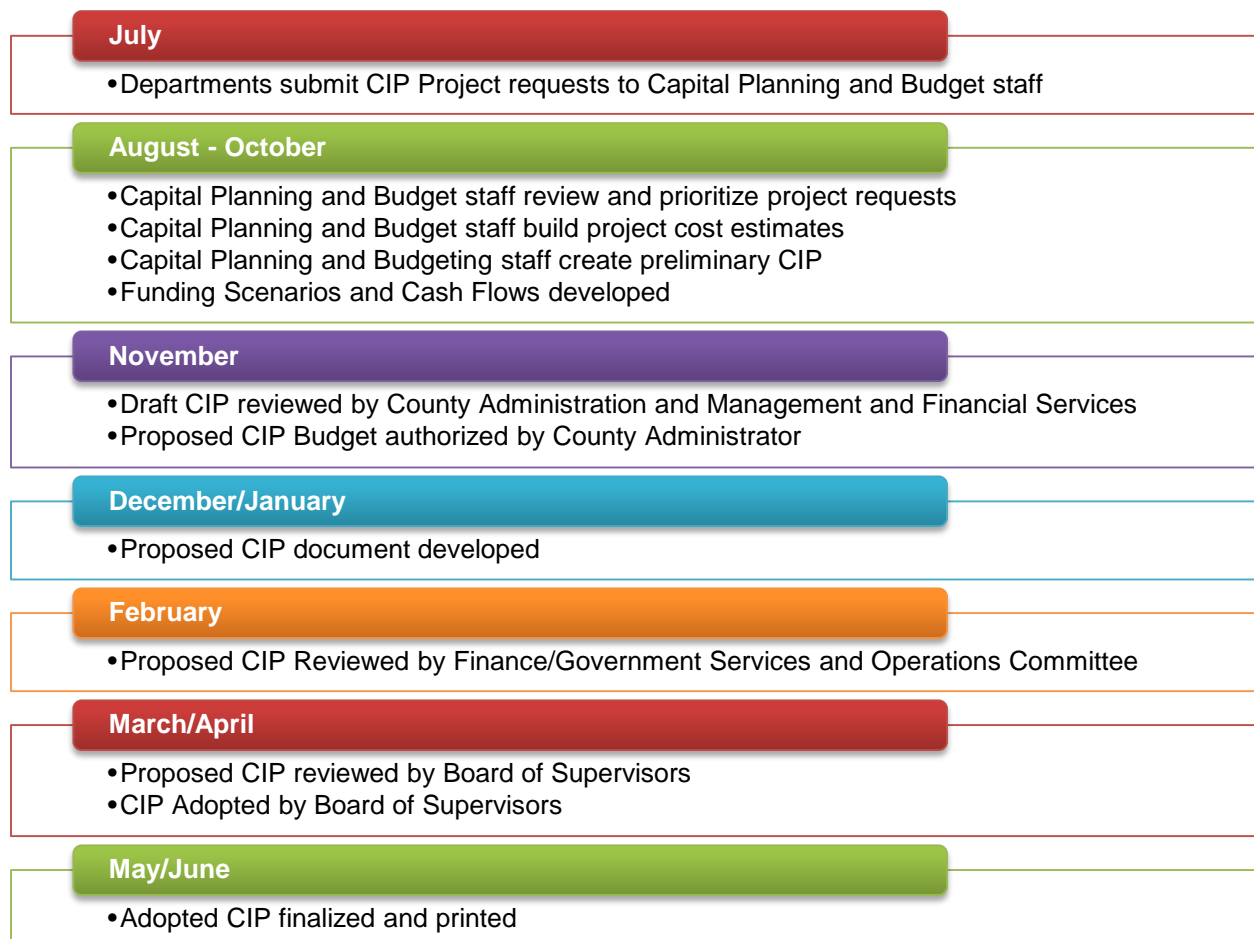 July
•Departments submit CIP Project requests to Capital Planning and Budget staff
August - October
•Capital Planning and Budget staff review and prioritize project requests
•Capital Planning and Budget staff build project cost estimates
•Capital Planning and Budgeting staff create preliminary CIP
•Funding Scenarios and Cash Flows developed
November
•Draft CIP reviewed by County Administration and Management and Financial Services
•Proposed CIP Budget authorized by County Administrator
December/January
•Proposed CIP document developed
February
•Proposed CIP Reviewed by Finance/Government Services and Operations Committee
March/April
•Proposed CIP reviewed by Board of Supervisors
•CIP Adopted by Board of Supervisors
May/June
•Adopted CIP finalized and printed